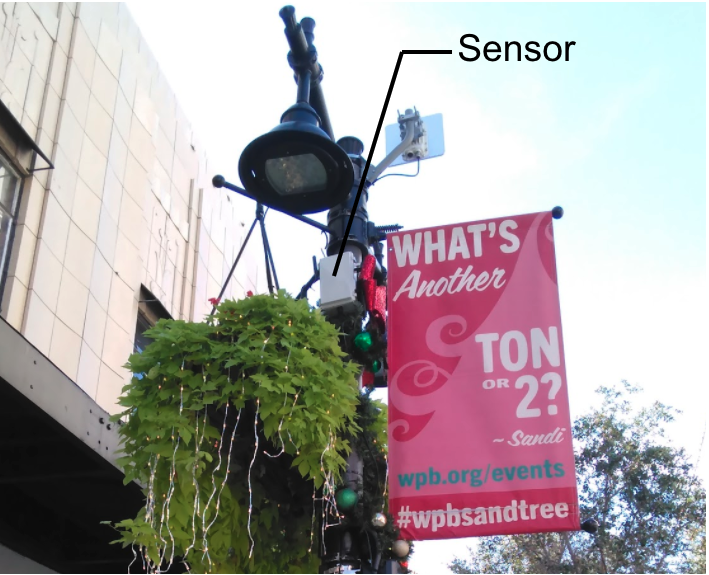 Sensor
WHAT'S
Another
TON
OR 2?
~Sandi
wpb.org/events
#wpbsandtree